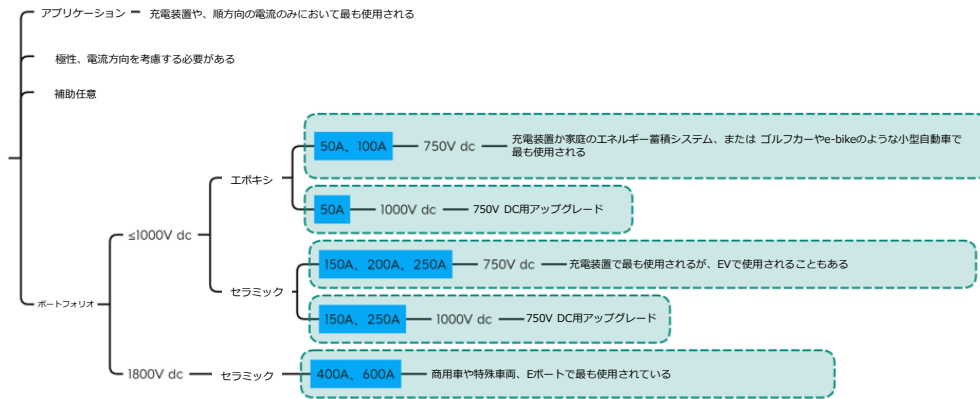 アプリケーション
充電装置や、順方向の電流のみにおいて最も使用される
極性、電流方向を考慮する必要がある
補助任意
ポートフォリオ
≤1000V dc
エポキシ
50A、100A
750V dc
充電装置か家庭のエネルギー蓄積システム、または ゴルフカーやe-bikeのような小型自動車で
最も使用される
50A
1000V dc
750V DC用アップグレード
セラミック
150A、200A、250A
750V dc
充電装置で最も使用されるが、EVで使用されることもある
150A、250A
1000V dc
750V DC用アップグレード
1800V dc
セラミック
400A、600A
商用車や特殊車両、Eボートで最も使用されている